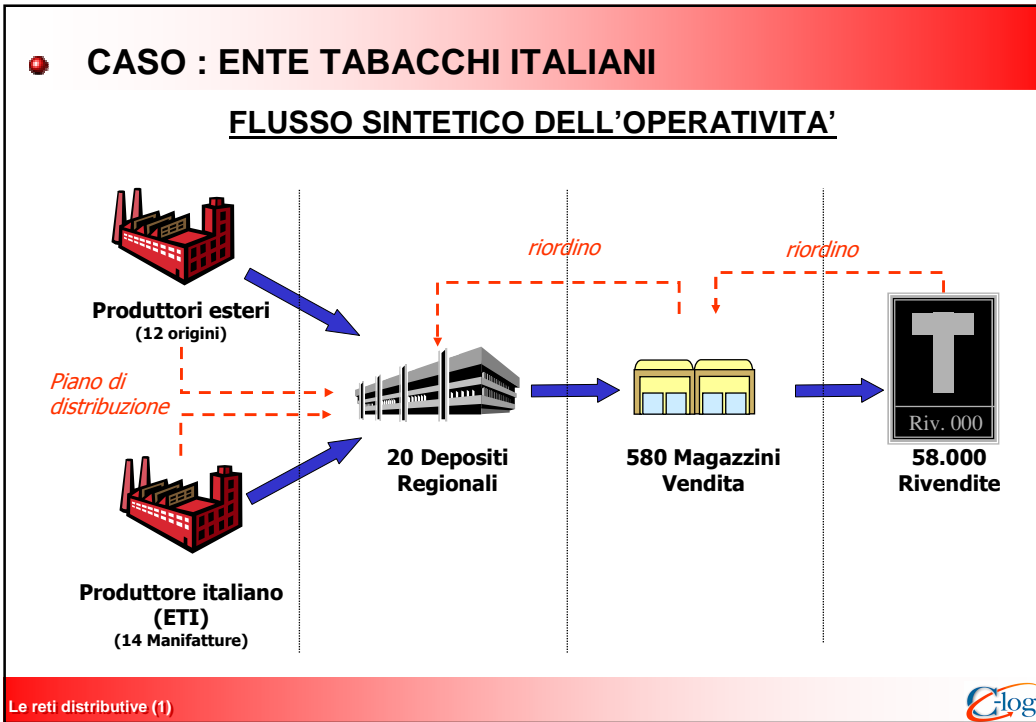 CASO : ENTE TABACCHI ITALIANI
FLUSSO SINTETICO DELL'OPERATIVITA'
riordino
riordino
Produttori esteri
(12 origini)
Piano di
distribuzione
20 Depositi
Regionali
580 Magazzini
Vendita
T
Riv. 000
58.000
Rivendite
Produttore italiano
(ETI)
(14 Manifatture)
Le reti distributive (1)
C-log